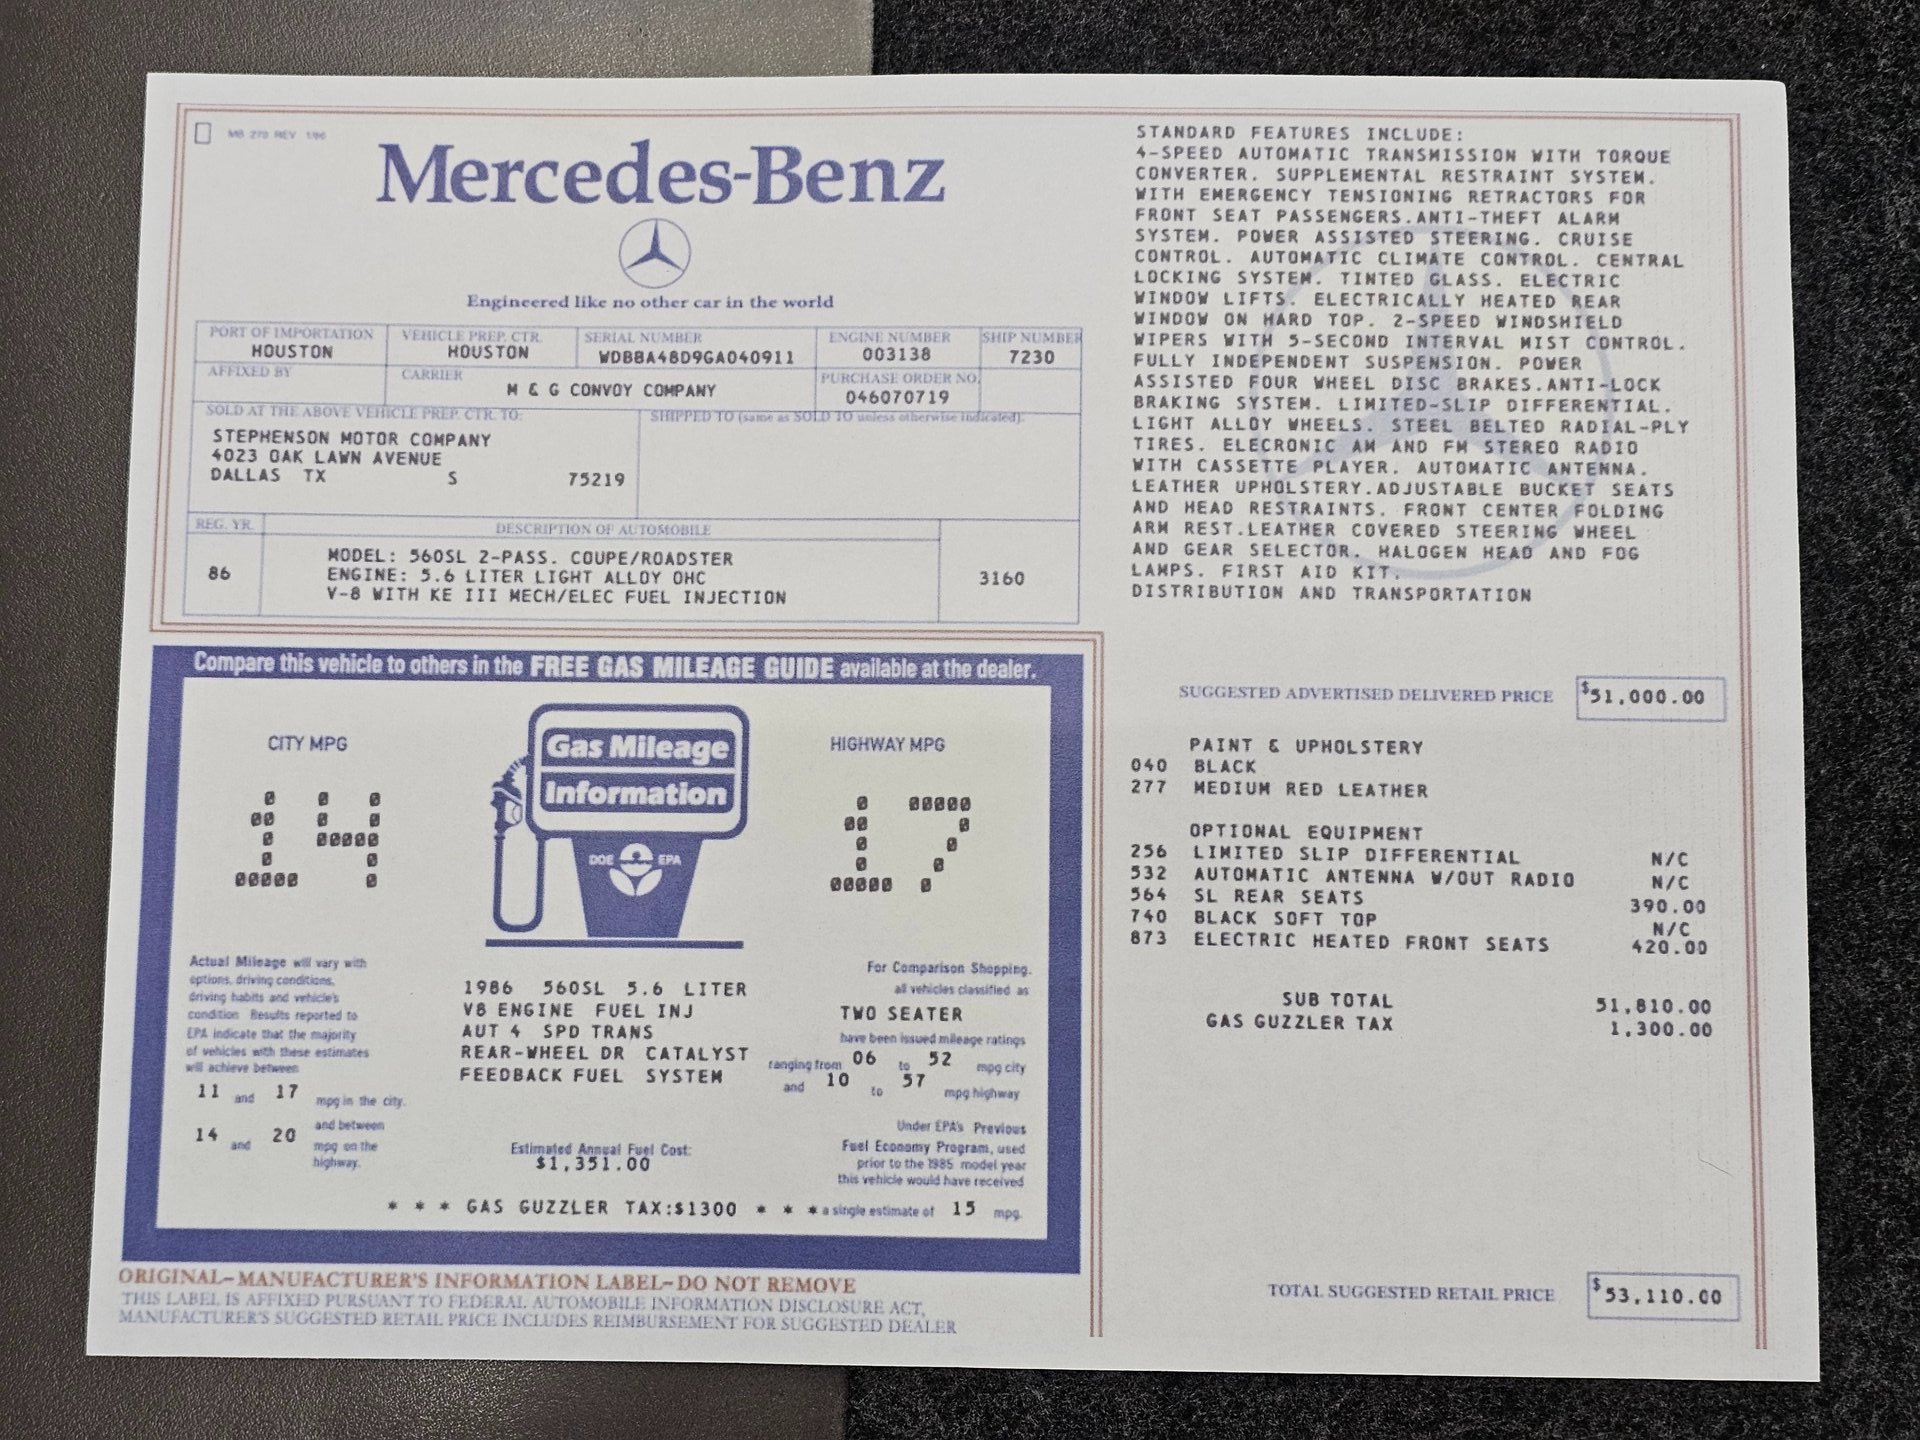 MB 270 REV 1/86
Mercedes-Benz
Engineered like no other car in the world
PORT OF IMPORTATION
HOUSTON
VEHICLE PREP. CTR.
HOUSTON
SERIAL NUMBER
WDBBA48D9GA040911
ENGINE NUMBER
003138
SHIP NUMBER
7230
AFFIXED BY
CARRIER
M & G CONVOY COMPANY
PURCHASE ORDER NO.
046070719
SOLD AT THE ABOVE VEHICLE PREP. CTR. TO:
STEPHENSON MOTOR COMPANY
4023 OAK LAWN AVENUE
DALLAS TX S 75219
SHIPPED TO (same as SOLD TO unless otherwise indicated):
REG. YR.
86
DESCRIPTION OF AUTOMOBILE
MODEL: 560SL 2-PASS. COUPE/ROADSTER
ENGINE: 5.6 LITER LIGHT ALLOY OHC
V-8 WITH KE III MECH/ELEC FUEL INJECTION
3160
Compare this vehicle to others in the FREE GAS MILEAGE GUIDE available at the dealer.
CITY MPG
14
Gas Mileage
Information
DOE EPA
HIGHWAY MPG
17
Actual Mileage will vary with
options, driving conditions,
driving habits and vehicle's
condition Results reported to
EPA indicate that the majority
of vehicles with these estimates
will achieve between
11 and 17 mpg in the city.
and between
14 and 20 mpg on the
highway.
1986 560SL 5.6 LITER
V8 ENGINE FUEL INJ
AUT 4 SPD TRANS
REAR-WHEEL DR CATALYST
FEEDBACK FUEL SYSTEM
Estimated Annual Fuel Cost:
$1,351.00
For Comparison Shopping.
all vehicles classified as
TWO SEATER
have been issued mileage ratings
ranging from 06 to 52 mpg city
and 10 to 57 mpg highway
Under EPA's Previous
Fuel Economy Program, used
prior to the 1985 model year
this vehicle would have received
* * * GAS GUZZLER TAX:$1300 * * * a single estimate of 15 mpg.
ORIGINAL–MANUFACTURER'S INFORMATION LABEL–DO NOT REMOVE
THIS LABEL IS AFFIXED PURSUANT TO FEDERAL AUTOMOBILE INFORMATION DISCLOSURE ACT,
MANUFACTURER'S SUGGESTED RETAIL PRICE INCLUDES REIMBURSEMENT FOR SUGGESTED DEALER
STANDARD FEATURES INCLUDE:
4-SPEED AUTOMATIC TRANSMISSION WITH TORQUE
CONVERTER. SUPPLEMENTAL RESTRAINT SYSTEM.
WITH EMERGENCY TENSIONING RETRACTORS FOR
FRONT SEAT PASSENGERS.ANTI-THEFT ALARM
SYSTEM. POWER ASSISTED STEERING. CRUISE
CONTROL. AUTOMATIC CLIMATE CONTROL. CENTRAL
LOCKING SYSTEM. TINTED GLASS. ELECTRIC
WINDOW LIFTS. ELECTRICALLY HEATED REAR
WINDOW ON HARD TOP. 2-SPEED WINDSHIELD
WIPERS WITH 5-SECOND INTERVAL MIST CONTROL.
FULLY INDEPENDENT SUSPENSION. POWER
ASSISTED FOUR WHEEL DISC BRAKES.ANTI-LOCK
BRAKING SYSTEM. LIMITED-SLIP DIFFERENTIAL.
LIGHT ALLOY WHEELS. STEEL BELTED RADIAL-PLY
TIRES. ELECRONIC AM AND FM STEREO RADIO
WITH CASSETTE PLAYER. AUTOMATIC ANTENNA.
LEATHER UPHOLSTERY.ADJUSTABLE BUCKET SEATS
AND HEAD RESTRAINTS. FRONT CENTER FOLDING
ARM REST.LEATHER COVERED STEERING WHEEL
AND GEAR SELECTOR. HALOGEN HEAD AND FOG
LAMPS. FIRST AID KIT.
DISTRIBUTION AND TRANSPORTATION
SUGGESTED ADVERTISED DELIVERED PRICE $51,000.00
PAINT & UPHOLSTERY
040 BLACK
277 MEDIUM RED LEATHER
OPTIONAL EQUIPMENT
256 LIMITED SLIP DIFFERENTIAL N/C
532 AUTOMATIC ANTENNA W/OUT RADIO N/C
564 SL REAR SEATS 390.00
740 BLACK SOFT TOP N/C
873 ELECTRIC HEATED FRONT SEATS 420.00
SUB TOTAL 51,810.00
GAS GUZZLER TAX 1,300.00
TOTAL SUGGESTED RETAIL PRICE $53,110.00